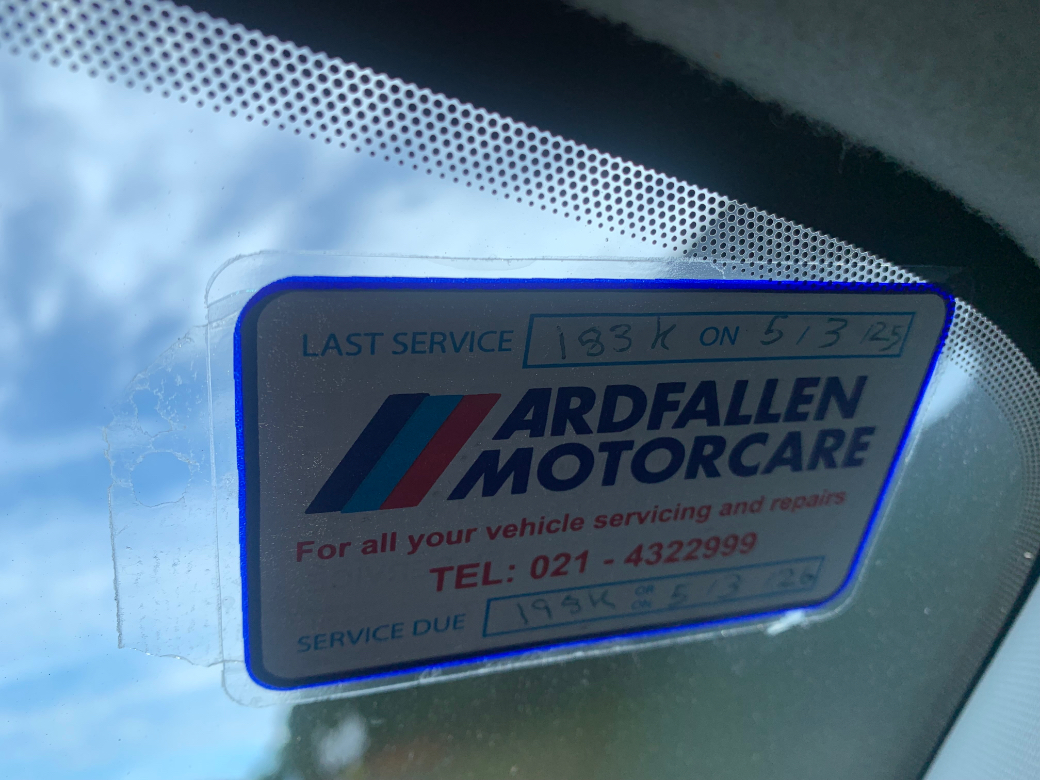 LAST SERVICE 183K ON 5/3/25
ARDFALLEN
MOTORCARE
For all your vehicle servicing and repairs
TEL: 021 - 4322999
SERVICE DUE 198K OR ON 5/3/26